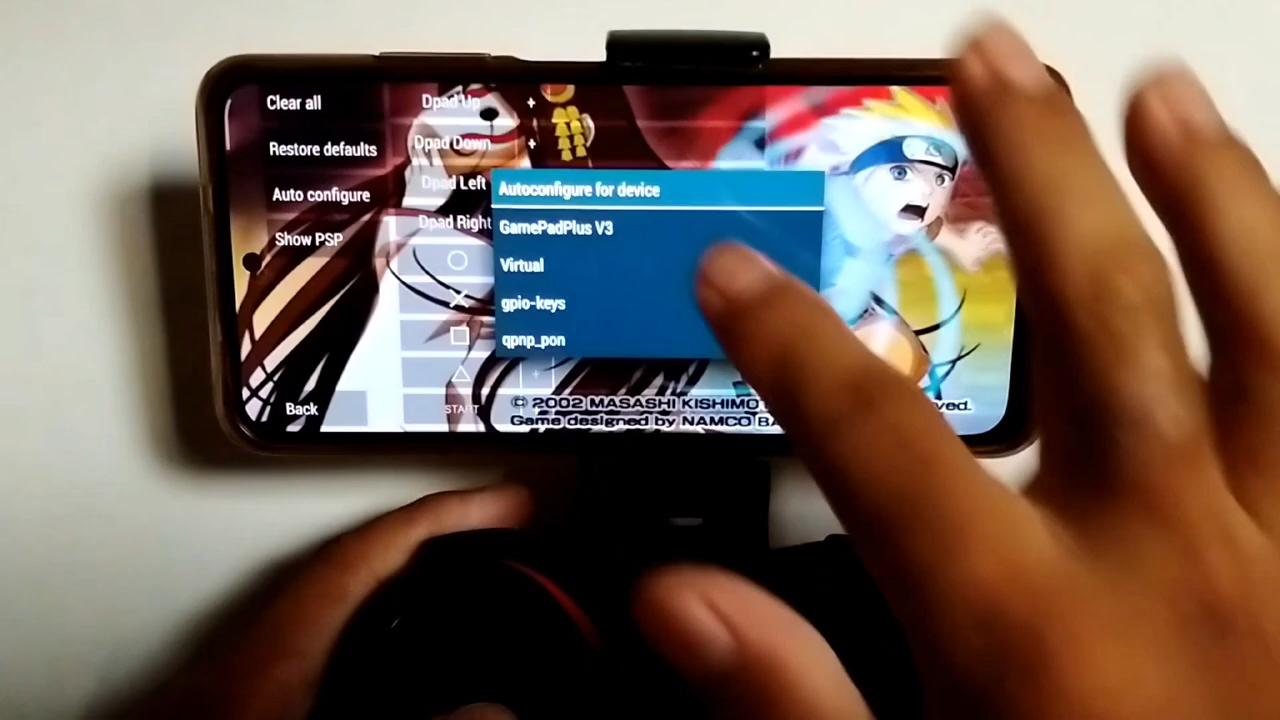 Clear all
Restore defaults
Auto configure
Show PSP
Back
Dpad Up +
Dpad Down +
Dpad Left
Dpad Right
START
Autoconfigure for device
GamePadPlus V3
Virtual
gpio-keys
qpnp_pon
© 2002 MASASHI
Game designed by NAMCO